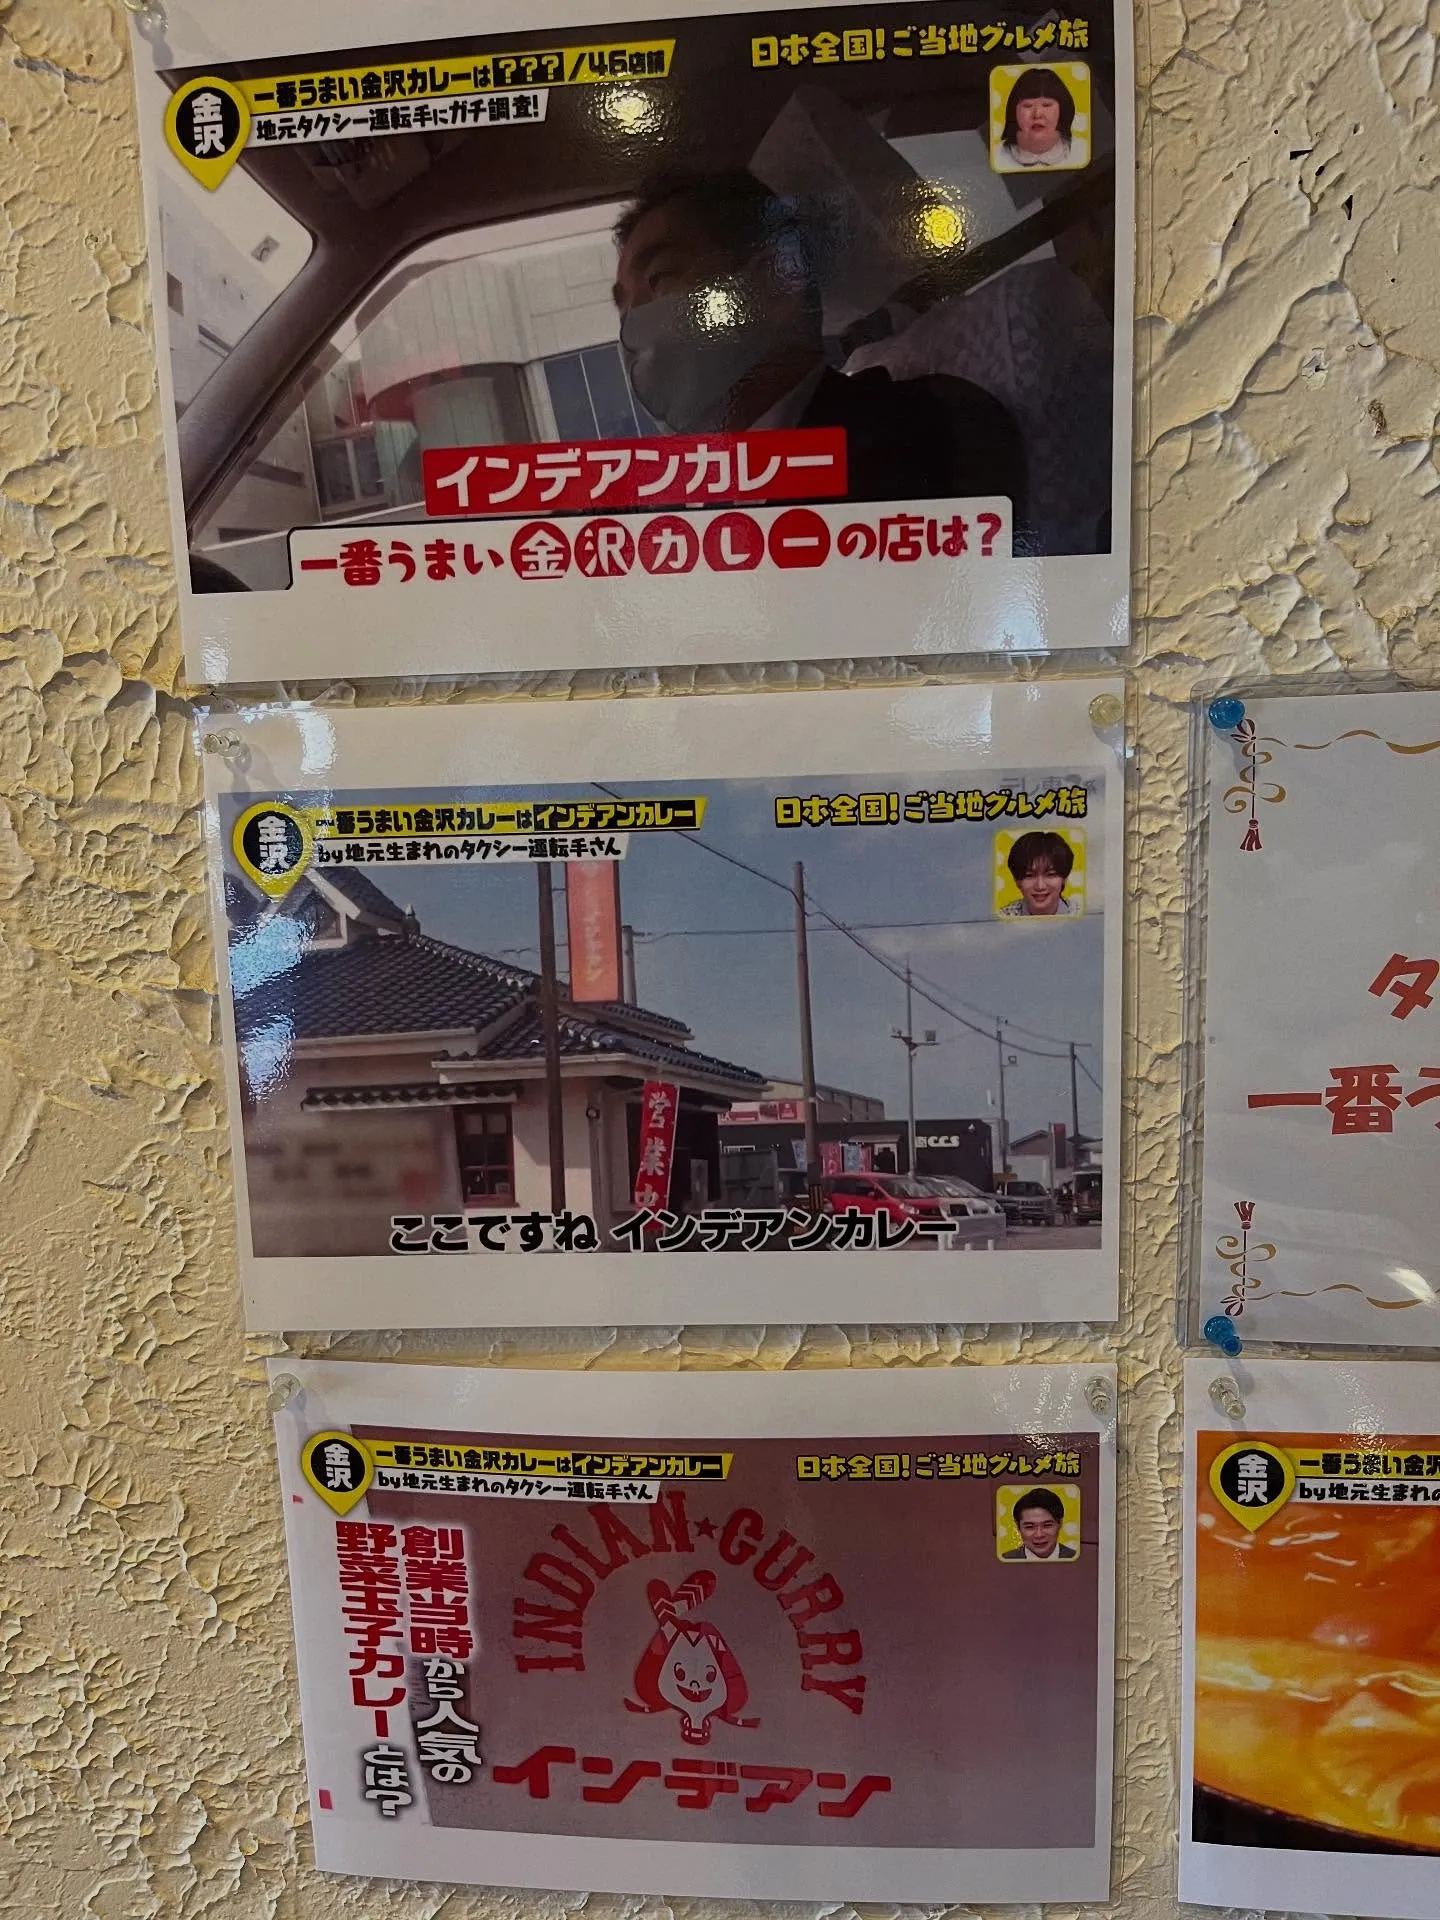 金沢
一番うまい金沢カレーは???/46店舗
地元タクシー運転手にガチ調査!
日本全国!ご当地グルメ旅
インデアンカレー
一番うまい金沢カレーの店は?
金沢
一番うまい金沢カレーはインデアンカレー
by地元生まれのタクシー運転手さん
日本全国!ご当地グルメ旅
営業中
CCS
ここですね インデアンカレー
タ
一番う
金沢
一番うまい金沢カレーはインデアンカレー
by地元生まれのタクシー運転手さん
日本全国!ご当地グルメ旅
創業当時から人気の
野菜玉子カレーとは?
INDIAN★CURRY
インデアン
金沢
一番うまい金沢
by地元生まれの